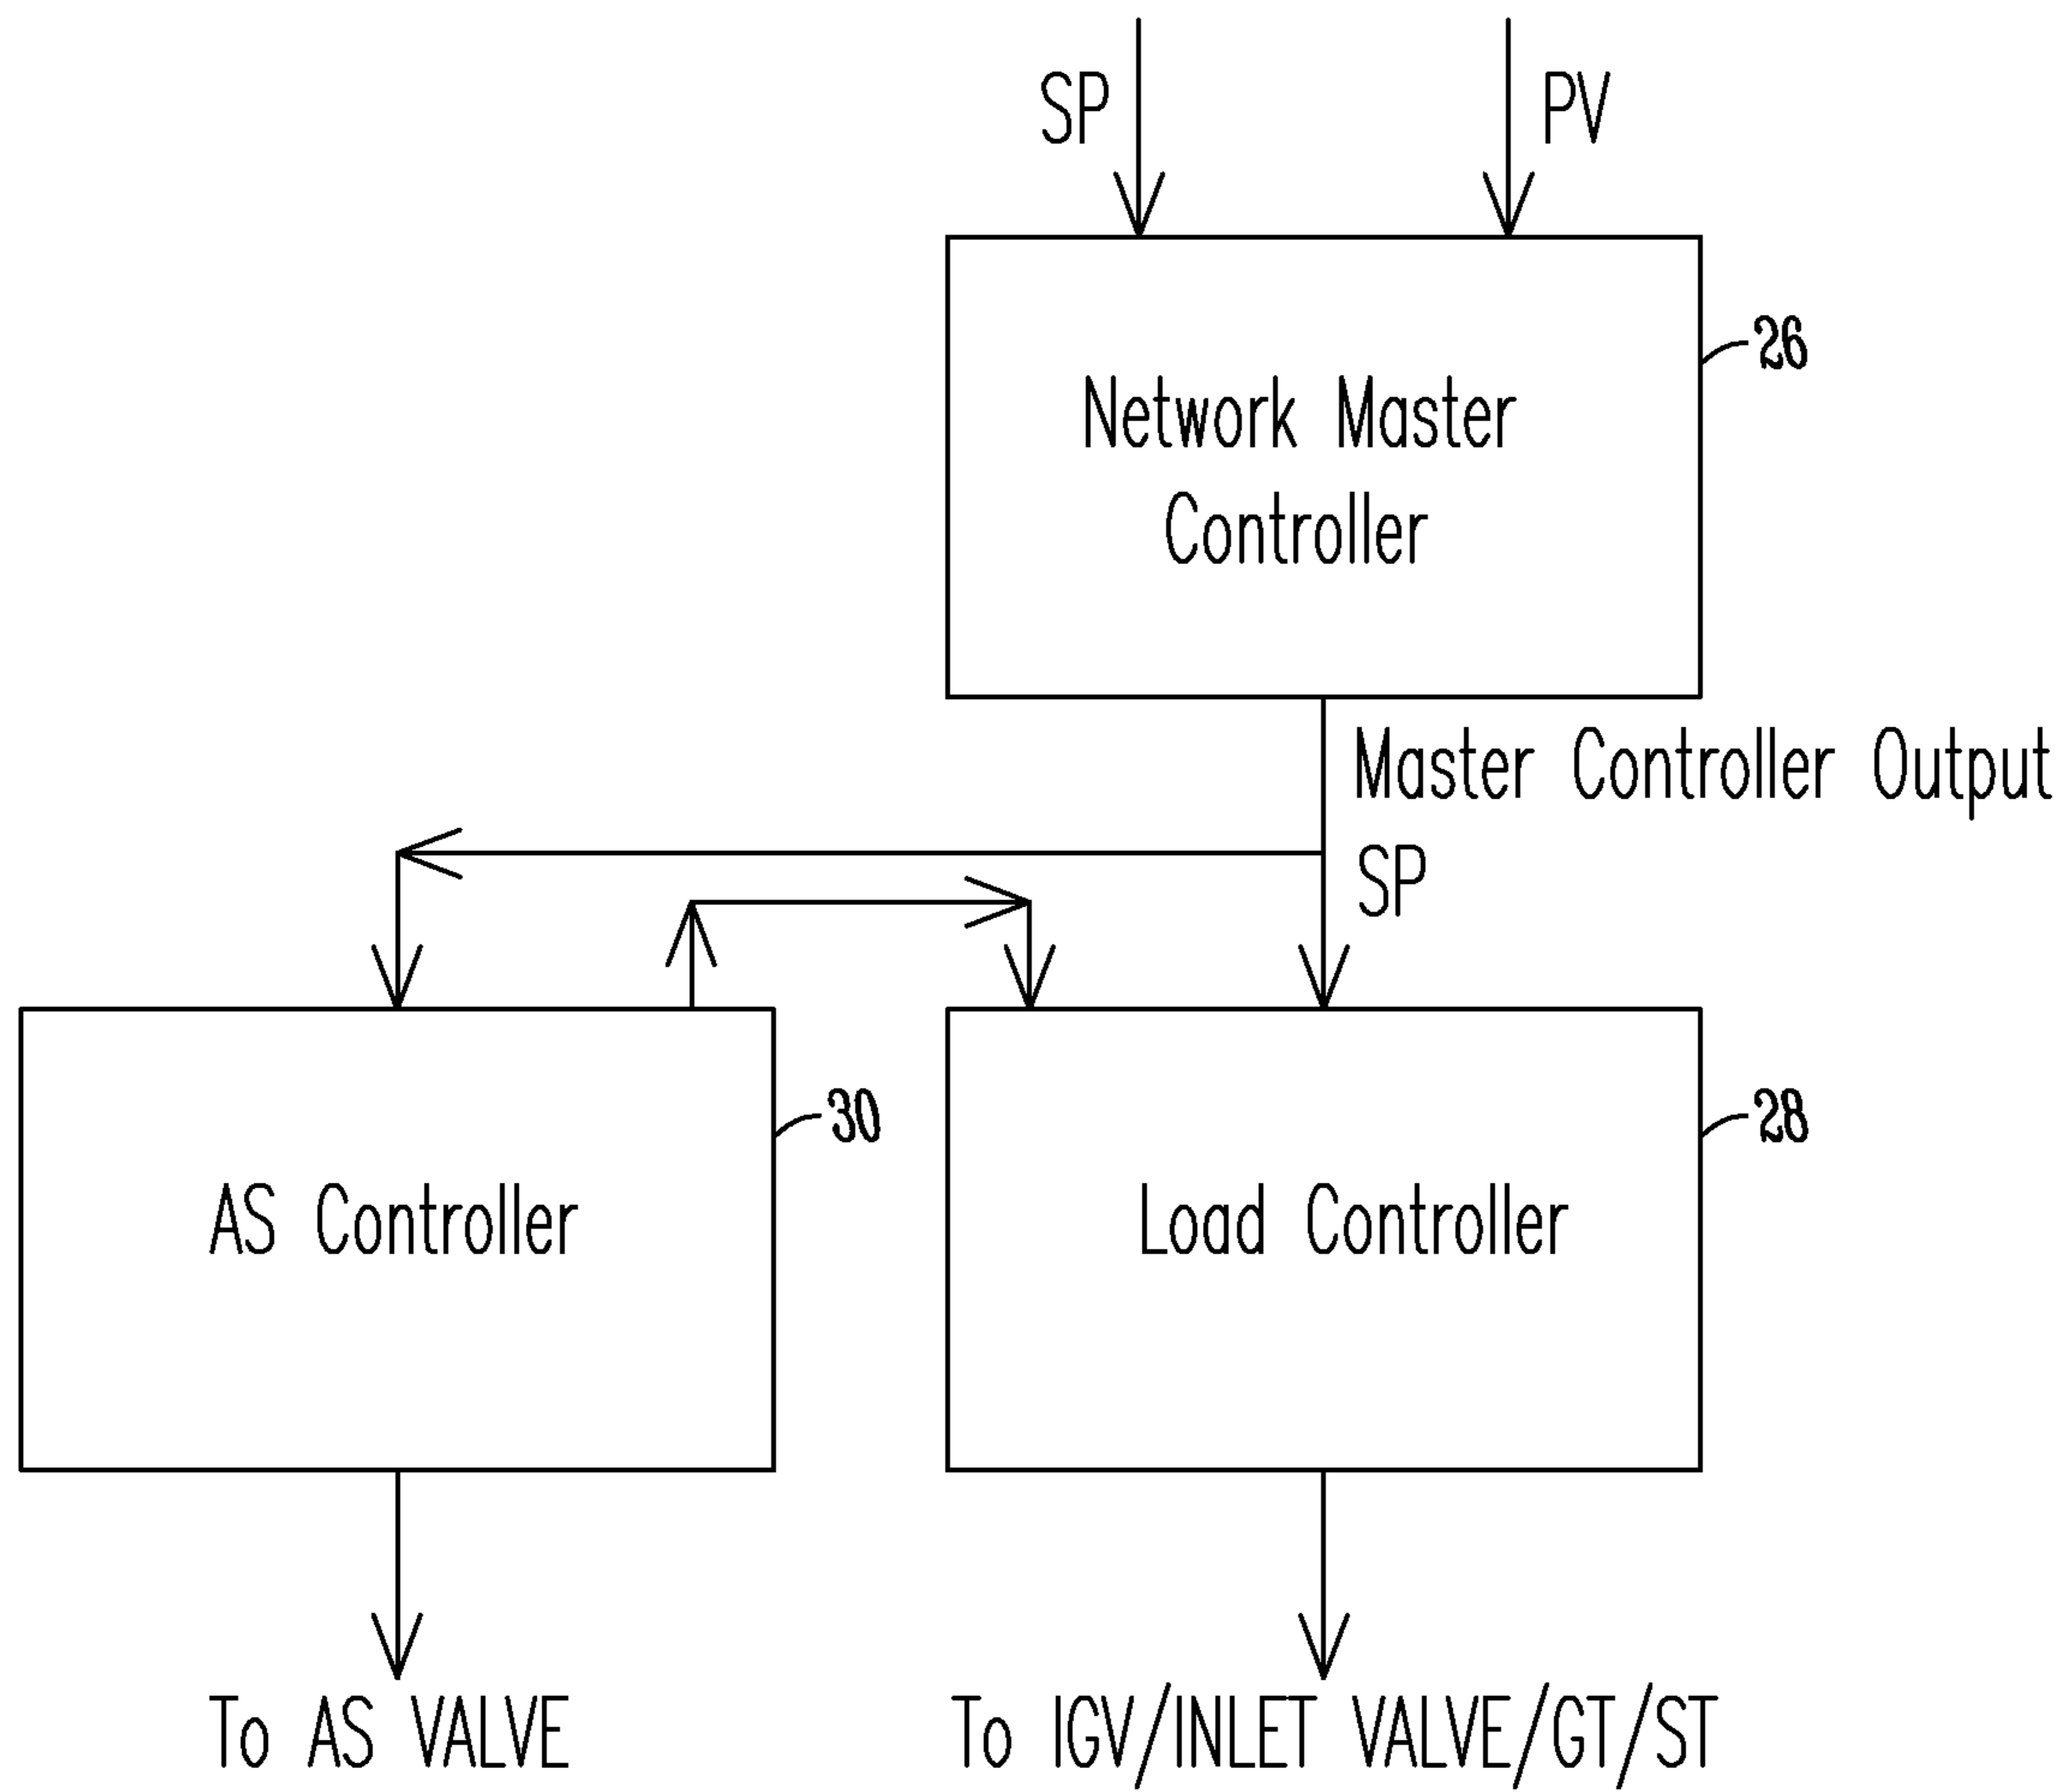 SP
PV
26
Network Master
Controller
Master Controller Output
SP
30
28
AS Controller
Load Controller
To AS VALVE
To IGV/INLET VALVE/GT/ST